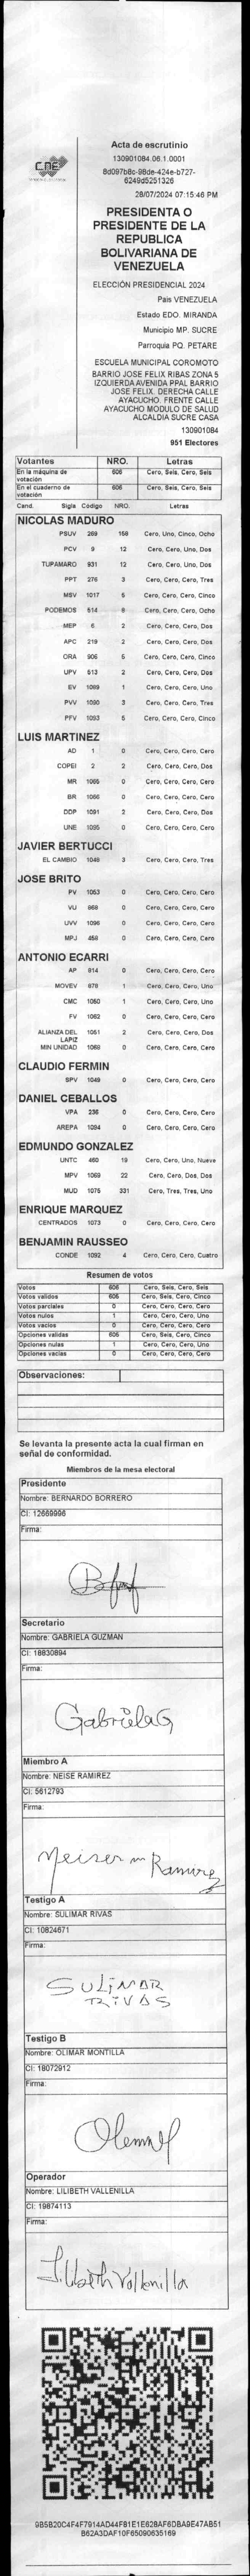 CNE
Acta de escrutinio
130901084.06.1.0001
8d097b8c-98de-424e-b727-
6249d5251326
28/07/2024 07:15:46 PM
PRESIDENTA O
PRESIDENTE DE LA
REPUBLICA
BOLIVARIANA DE
VENEZUELA
ELECCIÓN PRESIDENCIAL 2024
Pais VENEZUELA
Estado EDO. MIRANDA
Municipio MP. SUCRE
Parroquia PQ. PETARE
ESCUELA MUNICIPAL COROMOTO
BARRIO JOSE FELIX RIBAS ZONA 5
IZQUIERDA AVENIDA PPAL BARRIO
JOSE FELIX. DERECHA CALLE
AYACUCHO. FRENTE CALLE
AYACUCHO MODULO DE SALUD
ALCALDIA SUCRE CASA
130901084
951 Electores
Votantes NRO. Letras
En la máquina de votación 606 Cero, Seis, Cero, Seis
En el cuaderno de votación 606 Cero, Seis, Cero, Seis
Cand. Sigla Codigo NRO. Letras
NICOLAS MADURO
PSUV 269 158 Cero, Uno, Cinco, Ocho
PCV 9 12 Cero, Cero, Uno, Dos
TUPAMARO 931 12 Cero, Cero, Uno, Dos
PPT 276 3 Cero, Cero, Cero, Tres
MSV 1017 5 Cero, Cero, Cero, Cinco
PODEMOS 514 8 Cero, Cero, Cero, Ocho
MEP 6 2 Cero, Cero, Cero, Dos
APC 219 2 Cero, Cero, Cero, Dos
ORA 906 5 Cero, Cero, Cero, Cinco
UPV 513 2 Cero, Cero, Cero, Dos
EV 1089 1 Cero, Cero, Cero, Uno
PVV 1090 3 Cero, Cero, Cero, Tres
PFV 1093 5 Cero, Cero, Cero, Cinco
LUIS MARTINEZ
AD 1 0 Cero, Cero, Cero, Cero
COPEI 2 2 Cero, Cero, Cero, Dos
MR 1065 0 Cero, Cero, Cero, Cero
BR 1066 0 Cero, Cero, Cero, Cero
DDP 1091 2 Cero, Cero, Cero, Dos
UNE 1095 0 Cero, Cero, Cero, Cero
JAVIER BERTUCCI
EL CAMBIO 1048 3 Cero, Cero, Cero, Tres
JOSE BRITO
PV 1053 0 Cero, Cero, Cero, Cero
VU 868 0 Cero, Cero, Cero, Cero
UVV 1096 0 Cero, Cero, Cero, Cero
MPJ 458 0 Cero, Cero, Cero, Cero
ANTONIO ECARRI
AP 814 0 Cero, Cero, Cero, Cero
MOVEV 878 1 Cero, Cero, Cero, Uno
CMC 1050 1 Cero, Cero, Cero, Uno
FV 1062 0 Cero, Cero, Cero, Cero
ALIANZA DEL LAPIZ 1051 2 Cero, Cero, Cero, Dos
MIN UNIDAD 1068 0 Cero, Cero, Cero, Cero
CLAUDIO FERMIN
SPV 1049 0 Cero, Cero, Cero, Cero
DANIEL CEBALLOS
VPA 236 0 Cero, Cero, Cero, Cero
AREPA 1094 0 Cero, Cero, Cero, Cero
EDMUNDO GONZALEZ
UNTC 460 19 Cero, Cero, Uno, Nueve
MPV 1069 22 Cero, Cero, Dos, Dos
MUD 1075 331 Cero, Tres, Tres, Uno
ENRIQUE MARQUEZ
CENTRADOS 1073 0 Cero, Cero, Cero, Cero
BENJAMIN RAUSSEO
CONDE 1092 4 Cero, Cero, Cero, Cuatro
Resumen de votos
Votos 606 Cero, Seis, Cero, Seis
Votos validos 605 Cero, Seis, Cero, Cinco
Votos parciales 0 Cero, Cero, Cero, Cero
Votos nulos 1 Cero, Cero, Cero, Uno
Votos vacios 0 Cero, Cero, Cero, Cero
Opciones validas 605 Cero, Seis, Cero, Cinco
Opciones nulas 1 Cero, Cero, Cero, Uno
Opciones vacias 0 Cero, Cero, Cero, Cero
Observaciones:
Se levanta la presente acta la cual firman en
señal de conformidad.
Miembros de la mesa electoral
Presidente
Nombre: BERNARDO BORRERO
CI: 12669996
Firma:
Secretario
Nombre: GABRIELA GUZMAN
CI: 18830894
Firma:
Gabriela G
Miembro A
Nombre: NEISE RAMIREZ
CI: 5612793
Firma:
Neiser m Ramirez
Testigo A
Nombre: SULIMAR RIVAS
CI: 10824671
Firma:
SULIMAR
RIVAS
Testigo B
Nombre: OLIMAR MONTILLA
CI: 18072912
Firma:
Operador
Nombre: LILIBETH VALLENILLA
CI: 19874113
Firma:
Lilibeth Vallenilla
9B5B20C4F4F7914AD44F81E1E628AF6DBA9E47AB51
B62A3DAF10F65090635169